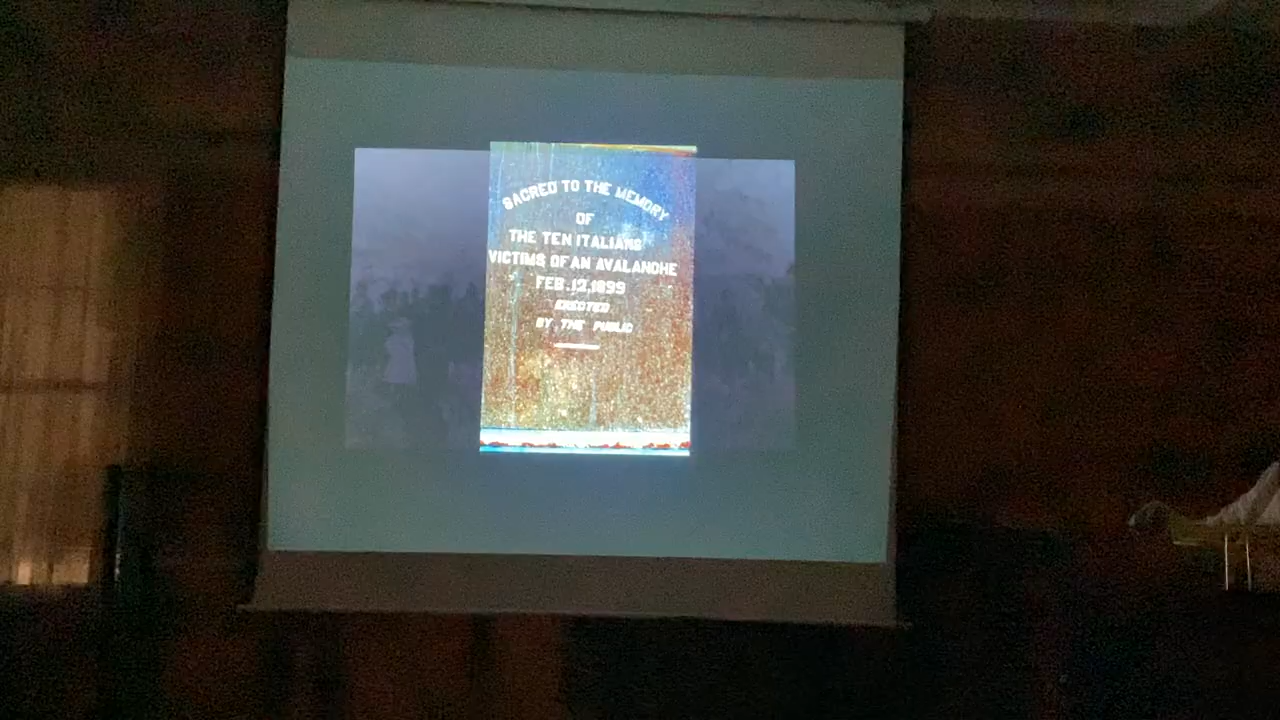 SACRED TO THE MEMORY
OF
THE TEN ITALIANS
VICTIMS OF AN AVALANCHE
FEB. 12, 1899
ERECTED
BY THE PUBLIC